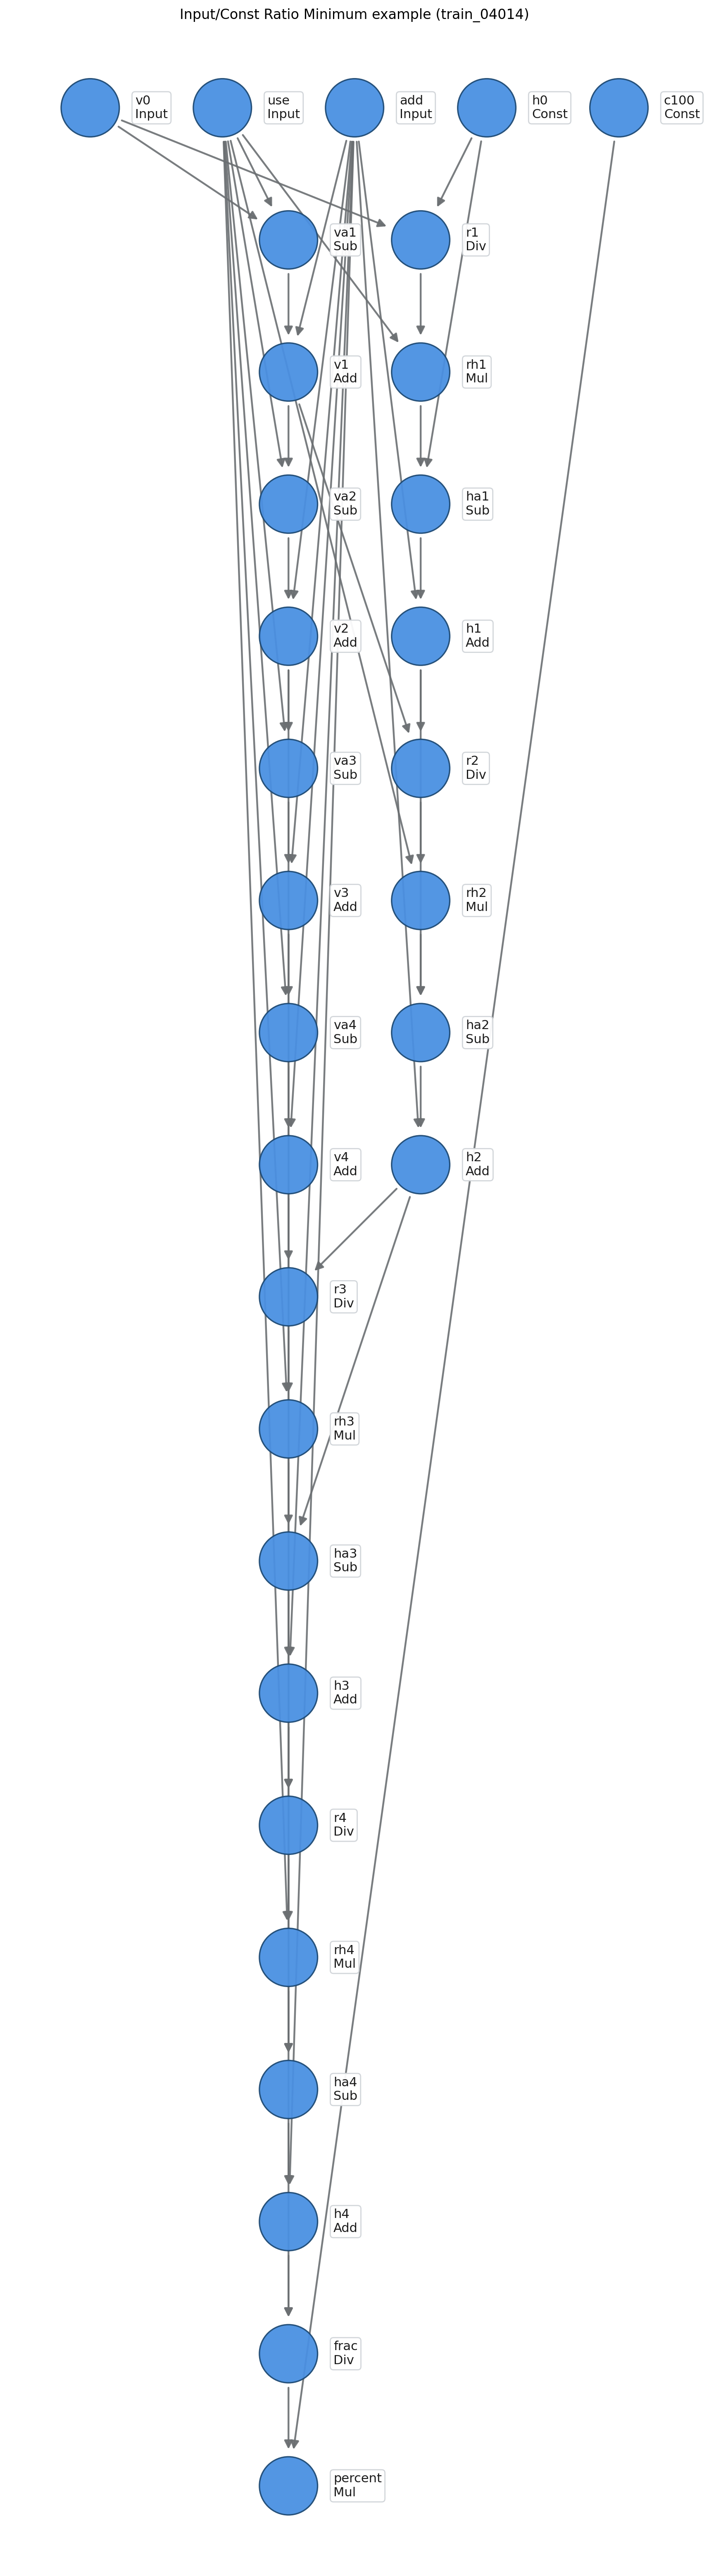 Input/Const Ratio Minimum example (train_04014)
v0
Input
use
Input
add
Input
h0
Const
c100
Const
va1
Sub
r1
Div
v1
Add
rh1
Mul
va2
Sub
ha1
Sub
v2
Add
h1
Add
va3
Sub
r2
Div
v3
Add
rh2
Mul
va4
Sub
ha2
Sub
v4
Add
h2
Add
r3
Div
rh3
Mul
ha3
Sub
h3
Add
r4
Div
rh4
Mul
ha4
Sub
h4
Add
frac
Div
percent
Mul